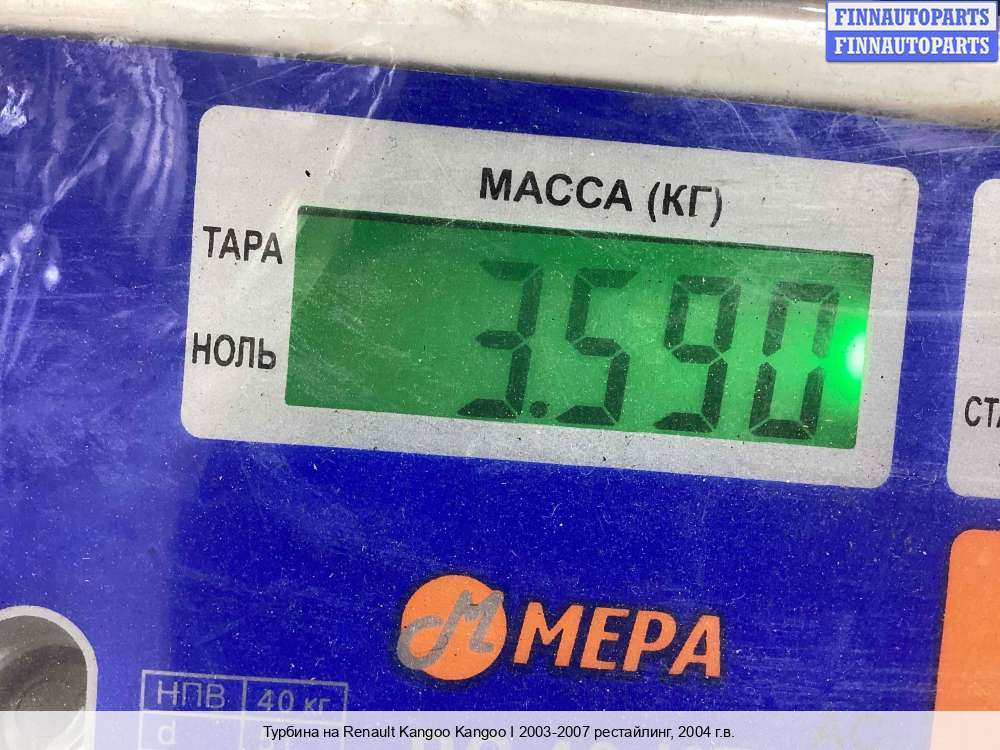 FINNAUTOPARTS
FINNAUTOPARTS
МАССА (КГ)
ТАРА
3.590
НОЛЬ
МЕРА
НПВ 40 кг
d
Турбина на Renault Kangoo Kangoo I 2003-2007 рестайлинг, 2004 г.в.